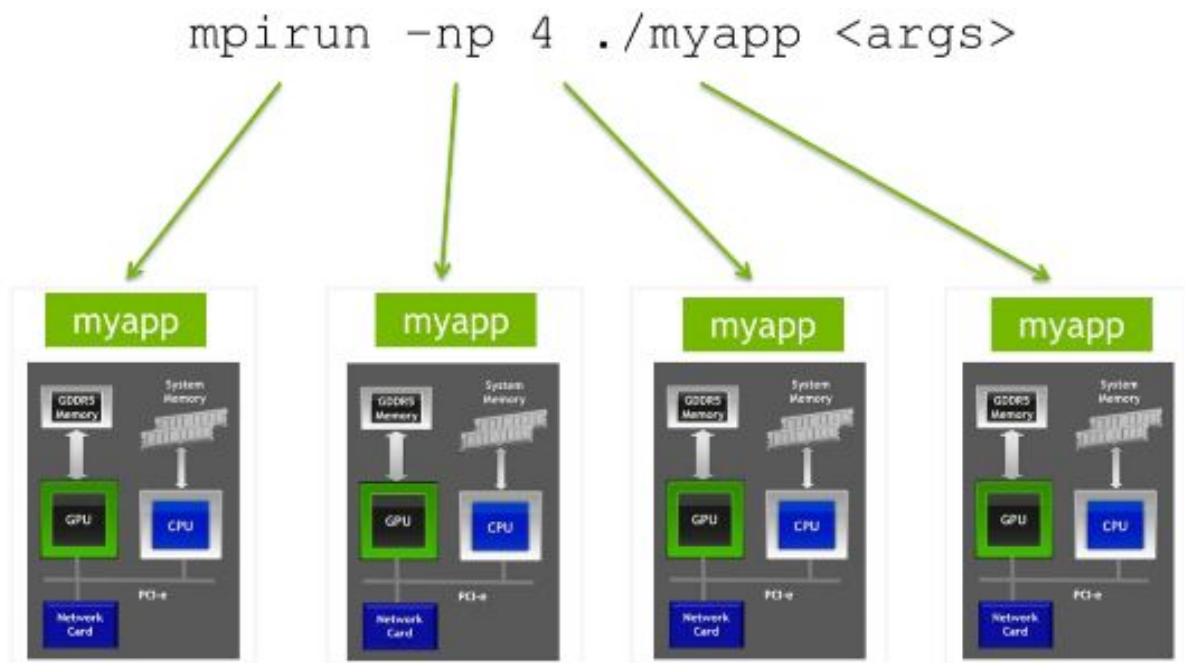 mpirun -np 4 ./myapp <args>
myapp
GDDR5
Memory
System
Memory
GPU
CPU
PCI-e
Network
Card
myapp
GDDR5
Memory
System
Memory
GPU
CPU
PCI-e
Network
Card
myapp
GDDR5
Memory
System
Memory
GPU
CPU
PCI-e
Network
Card
myapp
GDDR5
Memory
System
Memory
GPU
CPU
PCI-e
Network
Card